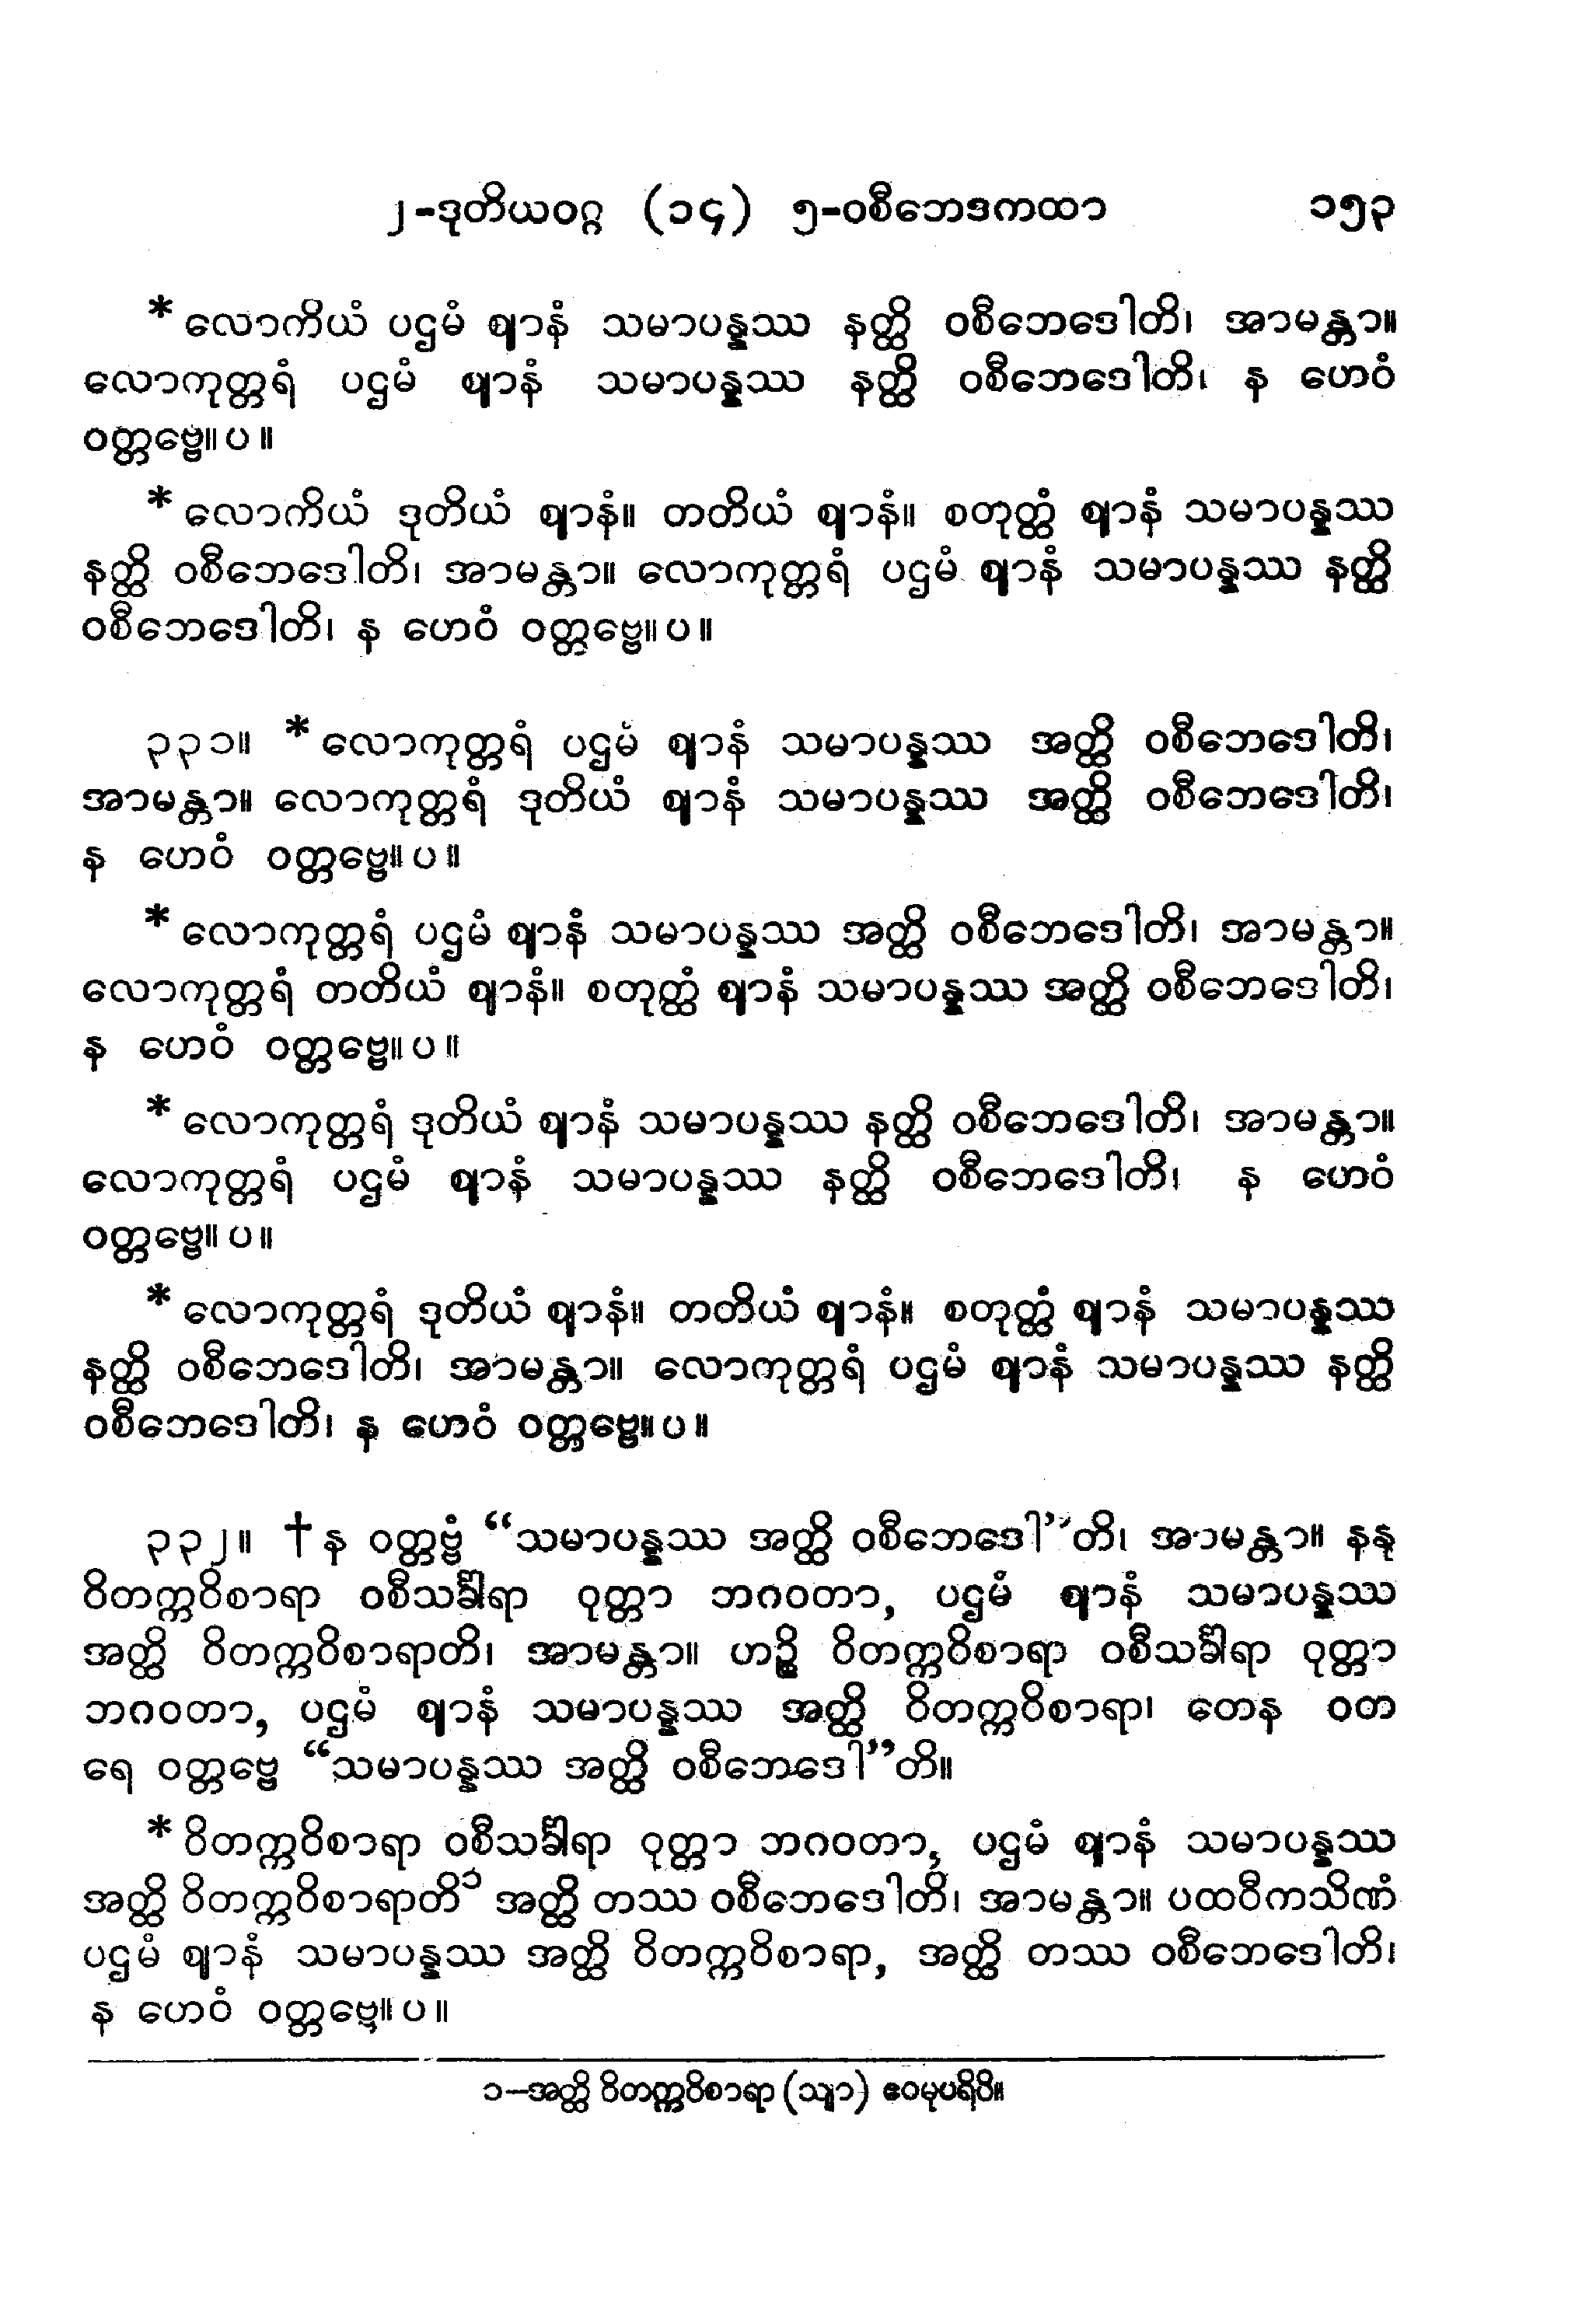 ၂-ဒုတိယဝဂ္ဂ (၁၄) ၅-ဝစီဘေဒကထာ ၁၅၃
* လောကိယံ ပဌမံ ဈာနံ သမာပန္နဿ နတ္ထိ ဝစီဘေဒေါတိ၊ အာမန္တာ။
လောကုတ္တရံ ပဌမံ ဈာနံ သမာပန္နဿ နတ္ထိ ဝစီဘေဒေါတိ၊ န ဟေဝံ
ဝတ္တဗ္ဗေ။ ပ ။
* လောကိယံ ဒုတိယံ ဈာနံ။ တတိယံ ဈာနံ။ စတုတ္ထံ ဈာနံ သမာပန္နဿ
နတ္ထိ ဝစီဘေဒေါတိ၊ အာမန္တာ။ လောကုတ္တရံ ပဌမံ ဈာနံ သမာပန္နဿ နတ္ထိ
ဝစီဘေဒေါတိ၊ န ဟေဝံ ဝတ္တဗ္ဗေ။ ပ ။
၃၃၁။ * လောကုတ္တရံ ပဌမံ ဈာနံ သမာပန္နဿ အတ္ထိ ဝစီဘေဒေါတိ၊
အာမန္တာ။ လောကုတ္တရံ ဒုတိယံ ဈာနံ သမာပန္နဿ အတ္ထိ ဝစီဘေဒေါတိ၊
န ဟေဝံ ဝတ္တဗ္ဗေ။ ပ ။
* လောကုတ္တရံ ပဌမံ ဈာနံ သမာပန္နဿ အတ္ထိ ဝစီဘေဒေါတိ၊ အာမန္တာ။
လောကုတ္တရံ တတိယံ ဈာနံ။ စတုတ္ထံ ဈာနံ သမာပန္နဿ အတ္ထိ ဝစီဘေဒေါတိ၊
န ဟေဝံ ဝတ္တဗ္ဗေ။ ပ ။
* လောကုတ္တရံ ဒုတိယံ ဈာနံ သမာပန္နဿ နတ္ထိ ဝစီဘေဒေါတိ၊ အာမန္တာ။
လောကုတ္တရံ ပဌမံ ဈာနံ သမာပန္နဿ နတ္ထိ ဝစီဘေဒေါတိ၊ န ဟေဝံ
ဝတ္တဗ္ဗေ။ ပ ။
* လောကုတ္တရံ ဒုတိယံ ဈာနံ။ တတိယံ ဈာနံ။ စတုတ္ထံ ဈာနံ သမာပန္နဿ
နတ္ထိ ဝစီဘေဒေါတိ၊ အာမန္တာ။ လောကုတ္တရံ ပဌမံ ဈာနံ သမာပန္နဿ နတ္ထိ
ဝစီဘေဒေါတိ၊ န ဟေဝံ ဝတ္တဗ္ဗေ။ ပ ။
၃၃၂။ † န ဝတ္တဗ္ဗံ “သမာပန္နဿ အတ္ထိ ဝစီဘေဒေါ”တိ၊ အာမန္တာ။ နနု
ဝိတက္ကဝိစာရာ ဝစီသင်္ခါရာ ဝုတ္တာ ဘဂဝတာ, ပဌမံ ဈာနံ သမာပန္နဿ
အတ္ထိ ဝိတက္ကဝိစာရာတိ၊ အာမန္တာ။ ဟဉ္စိ ဝိတက္ကဝိစာရာ ဝစီသင်္ခါရာ ဝုတ္တာ
ဘဂဝတာ, ပဌမံ ဈာနံ သမာပန္နဿ အတ္ထိ ဝိတက္ကဝိစာရာ၊ တေန ဝတ
ရေ ဝတ္တဗ္ဗေ “သမာပန္နဿ အတ္ထိ ဝစီဘေဒေါ”တိ။
* ဝိတက္ကဝိစာရာ ဝစီသင်္ခါရာ ဝုတ္တာ ဘဂဝတာ, ပဌမံ ဈာနံ သမာပန္နဿ
အတ္ထိ ဝိတက္ကဝိစာရာတိ ၁ အတ္ထိ တဿ ဝစီဘေဒေါတိ၊ အာမန္တာ။ ပထဝီကသိဏံ
ပဌမံ ဈာနံ သမာပန္နဿ အတ္ထိ ဝိတက္ကဝိစာရာ, အတ္ထိ တဿ ဝစီဘေဒေါတိ၊
န ဟေဝံ ဝတ္တဗ္ဗေ။ ပ ။
၁-အတ္ထိ ဝိတက္ကဝိစာရာ (သျာ) ဧဝမုပရိပိ။